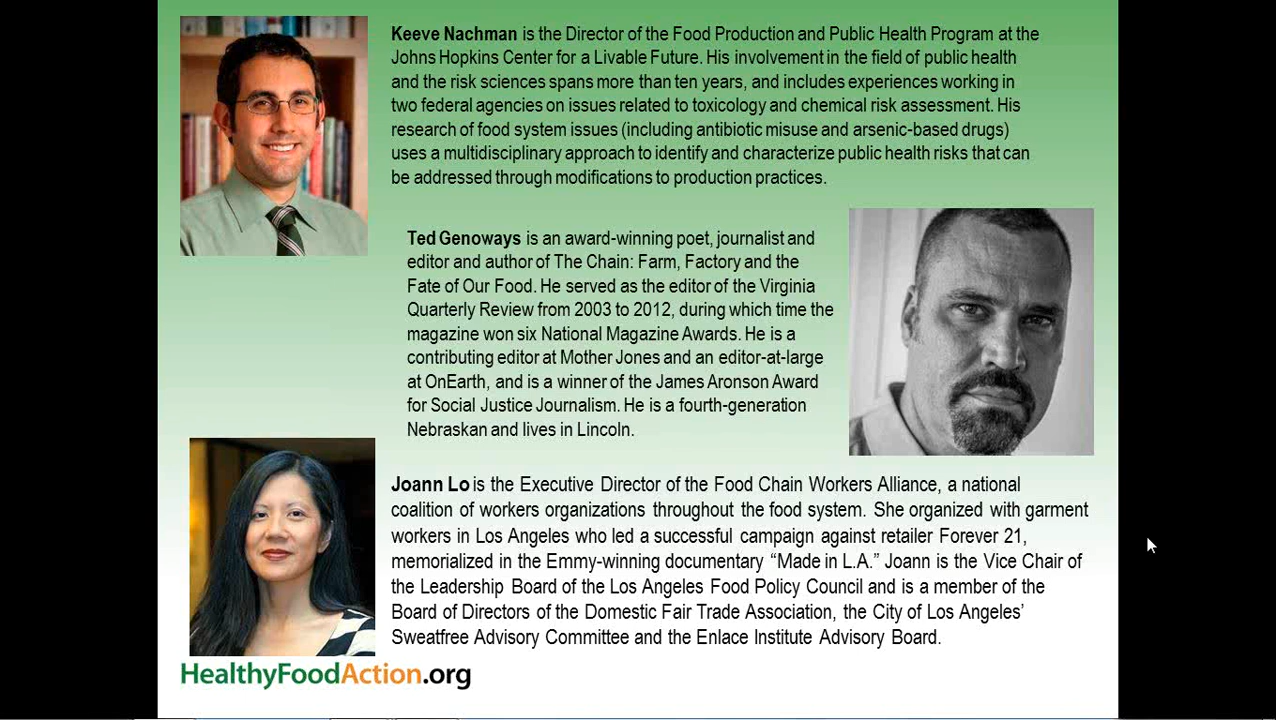 Keeve Nachman is the Director of the Food Production and Public Health Program at the
Johns Hopkins Center for a Livable Future. His involvement in the field of public health
and the risk sciences spans more than ten years, and includes experiences working in
two federal agencies on issues related to toxicology and chemical risk assessment. His
research of food system issues (including antibiotic misuse and arsenic-based drugs)
uses a multidisciplinary approach to identify and characterize public health risks that can
be addressed through modifications to production practices.
Ted Genoways is an award-winning poet, journalist and
editor and author of The Chain: Farm, Factory and the
Fate of Our Food. He served as the editor of the Virginia
Quarterly Review from 2003 to 2012, during which time the
magazine won six National Magazine Awards. He is a
contributing editor at Mother Jones and an editor-at-large
at OnEarth, and is a winner of the James Aronson Award
for Social Justice Journalism. He is a fourth-generation
Nebraskan and lives in Lincoln.
Joann Lo is the Executive Director of the Food Chain Workers Alliance, a national
coalition of workers organizations throughout the food system. She organized with garment
workers in Los Angeles who led a successful campaign against retailer Forever 21,
memorialized in the Emmy-winning documentary “Made in L.A.” Joann is the Vice Chair of
the Leadership Board of the Los Angeles Food Policy Council and is a member of the
Board of Directors of the Domestic Fair Trade Association, the City of Los Angeles’
Sweatfree Advisory Committee and the Enlace Institute Advisory Board.
HealthyFoodAction.org